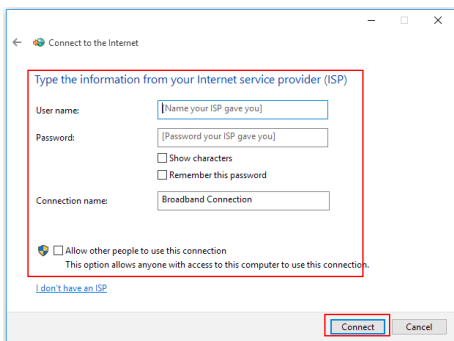 Connect to the Internet
Type the information from your Internet service provider (ISP)
User name: [Name your ISP gave you]
Password: [Password your ISP gave you]
Show characters
Remember this password
Connection name: Broadband Connection
Allow other people to use this connection
This option allows anyone with access to this computer to use this connection.
I don't have an ISP
Connect Cancel